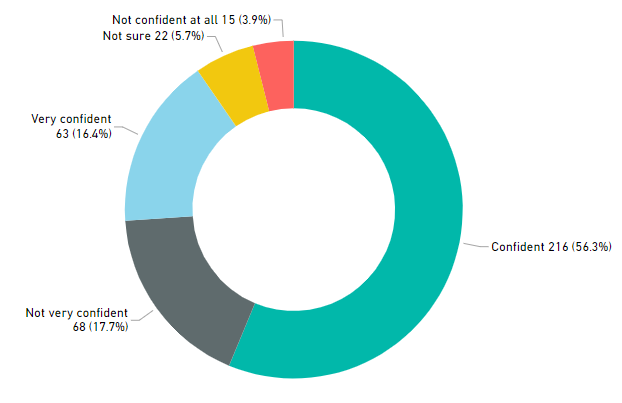 Not confident at all 15 (3.9%)
Not sure 22 (5.7%)
Very confident
63 (16.4%)
Confident 216 (56.3%)
Not very confident
68 (17.7%)